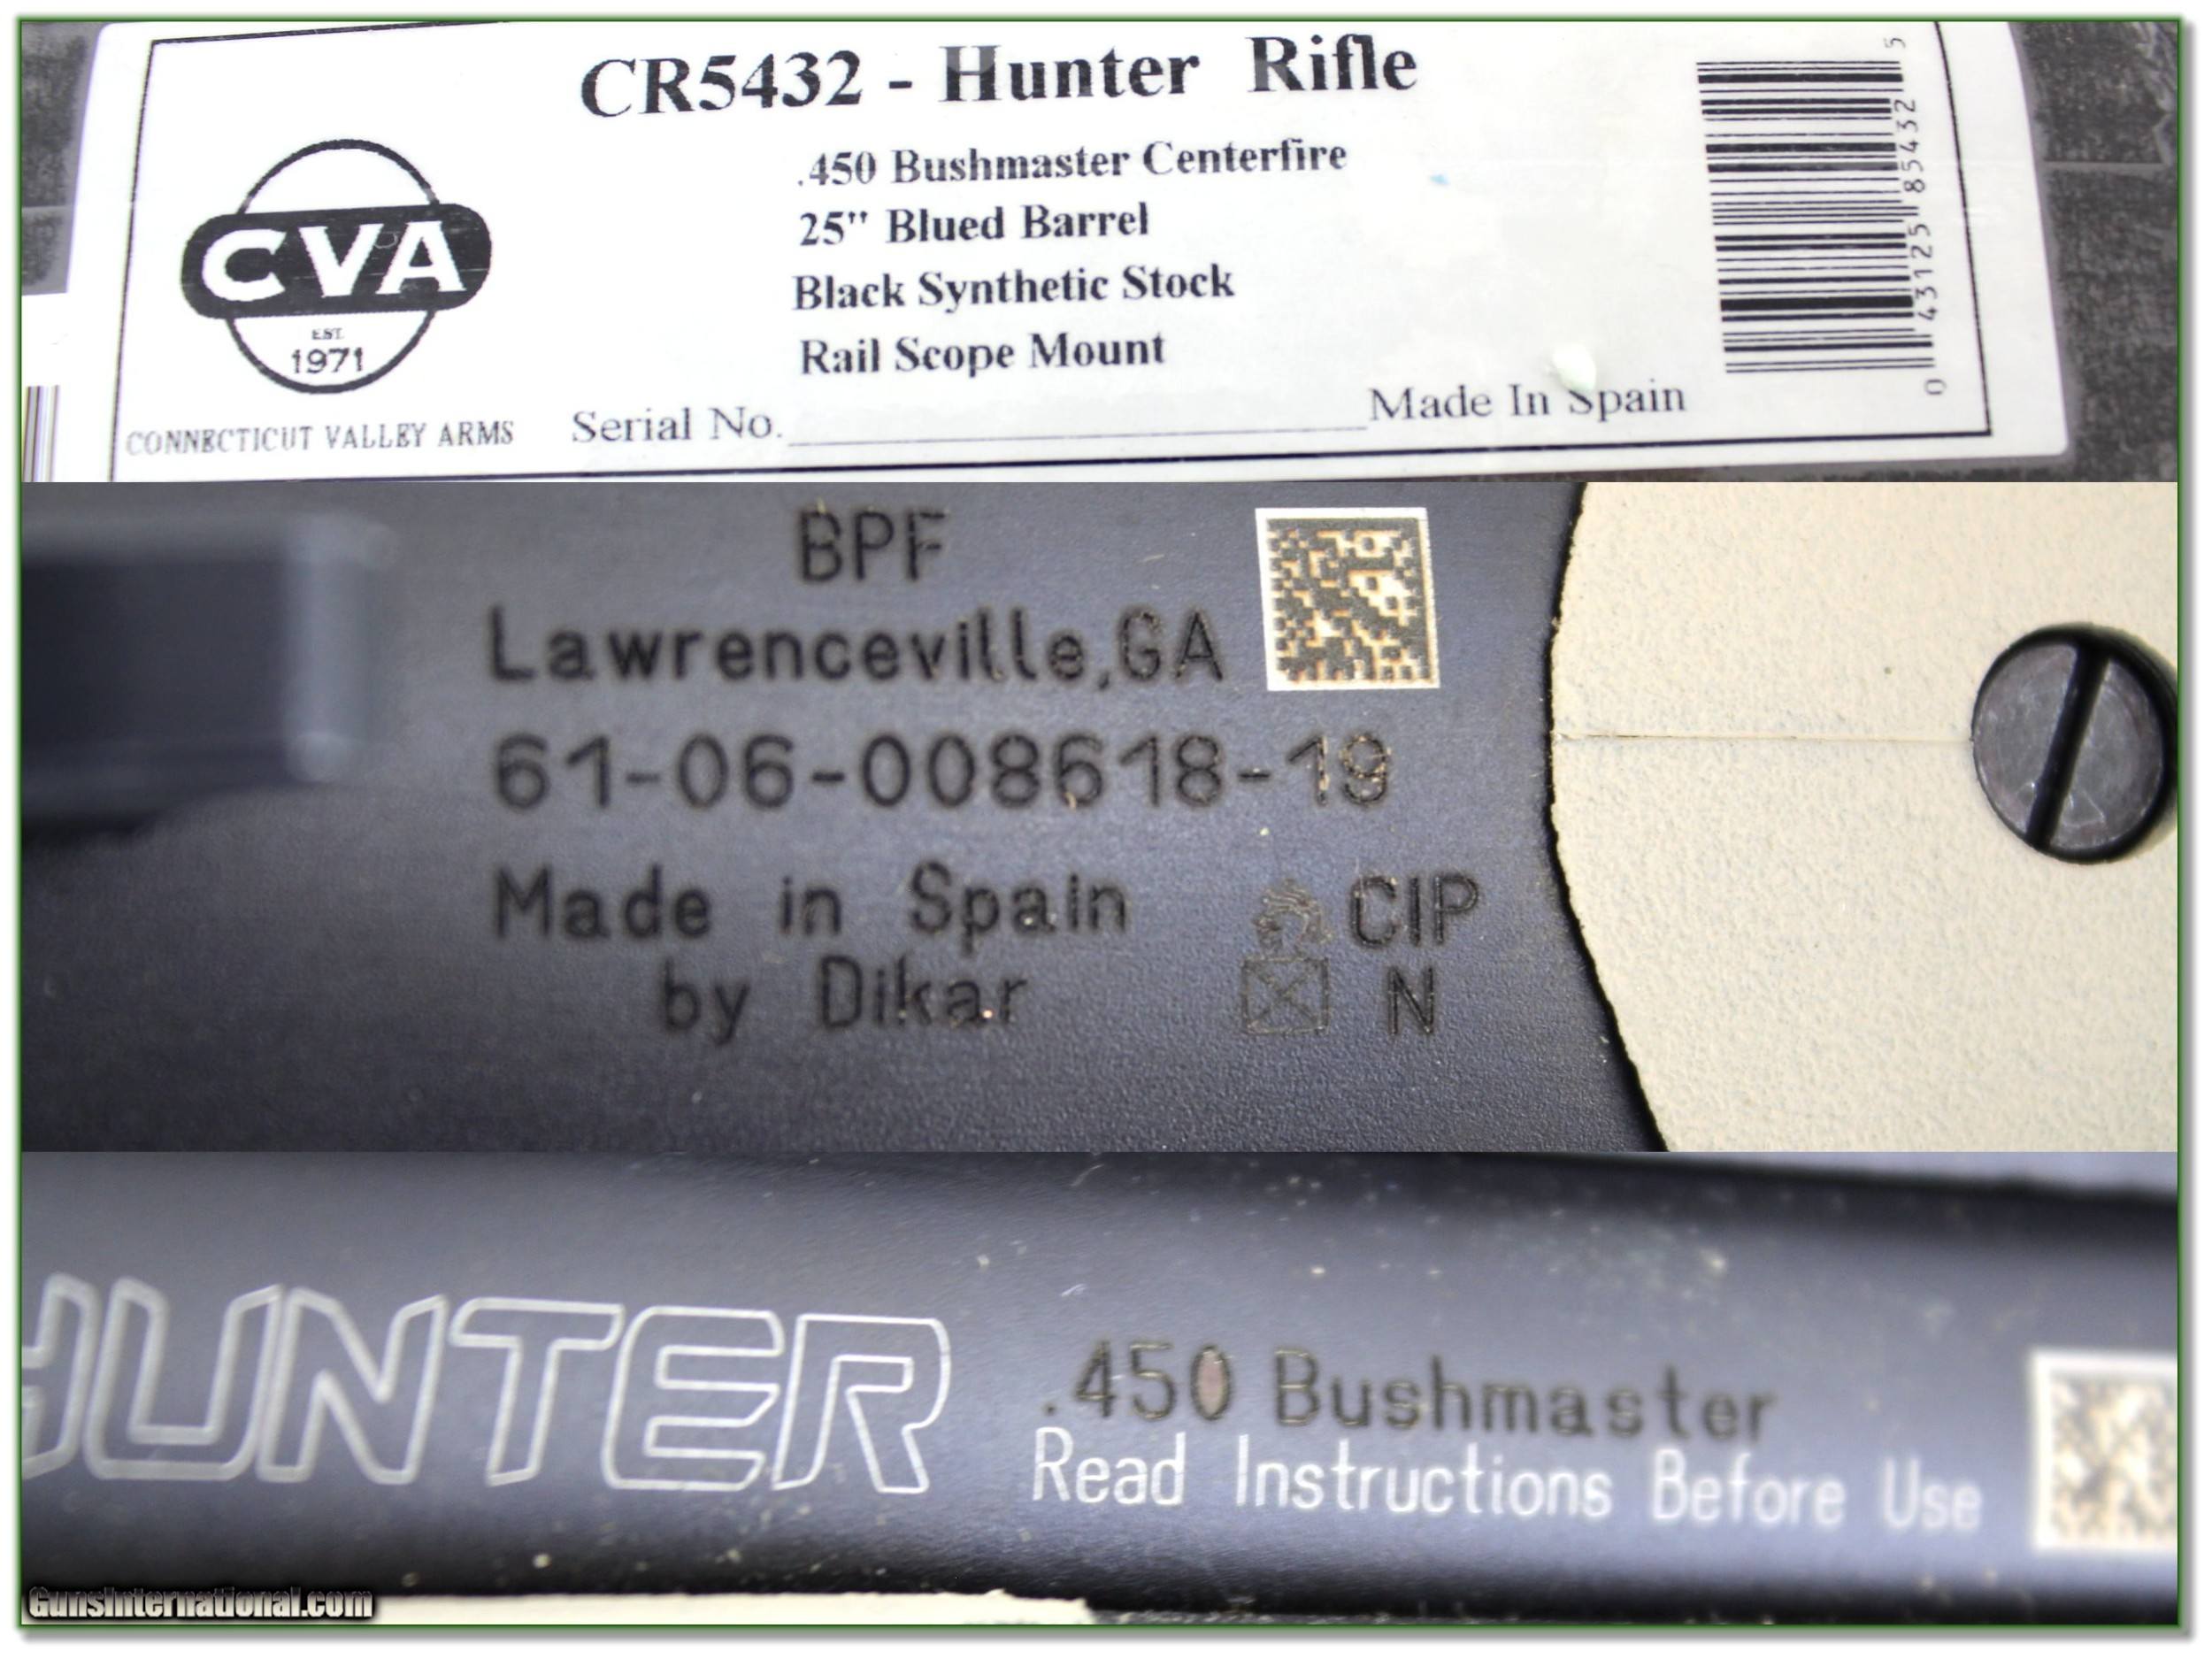 CR5432 - Hunter Rifle
.450 Bushmaster Centerfire
25" Blued Barrel
Black Synthetic Stock
Rail Scope Mount
CVA
EST.
1971
CONNECTICUT VALLEY ARMS
Serial No.
Made In Spain
0 43125 85432 5
BPF
Lawrenceville,GA
61-06-008618-19
Made in Spain
by Dikar
CIP
N
HUNTER
.450 Bushmaster
Read Instructions Before Use
GunsInternational.com